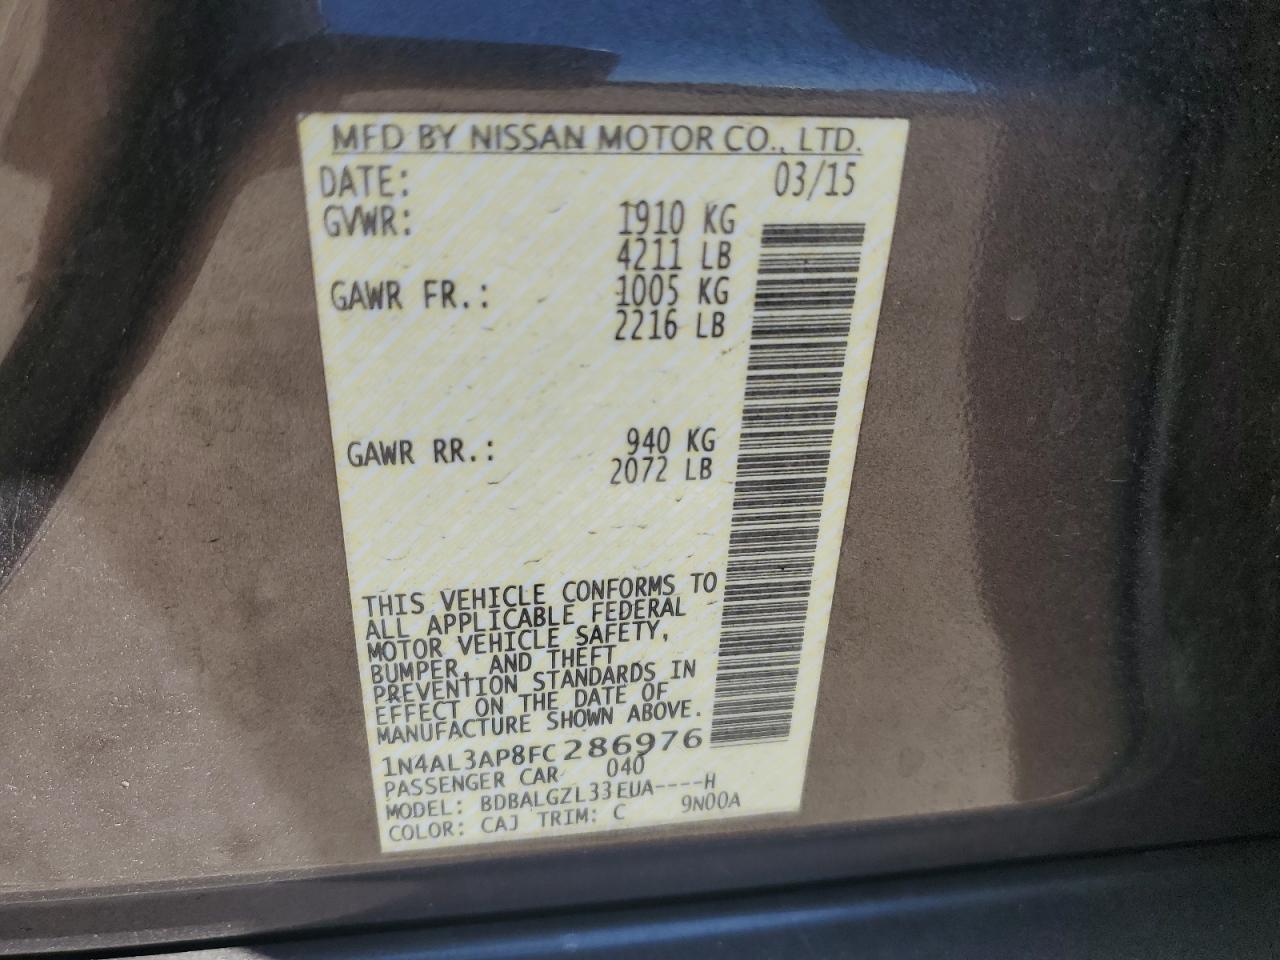 MFD BY NISSAN MOTOR CO., LTD.
DATE: 03/15
GVWR: 1910 KG
4211 LB
GAWR FR.: 1005 KG
2216 LB
GAWR RR.: 940 KG
2072 LB
THIS VEHICLE CONFORMS TO
ALL APPLICABLE FEDERAL
MOTOR VEHICLE SAFETY,
BUMPER, AND THEFT
PREVENTION STANDARDS IN
EFFECT ON THE DATE OF
MANUFACTURE SHOWN ABOVE.
1N4AL3AP8FC286976
PASSENGER CAR 040
MODEL: BDBALGZL33EUA----H
COLOR: CAJ TRIM: C 9N00A